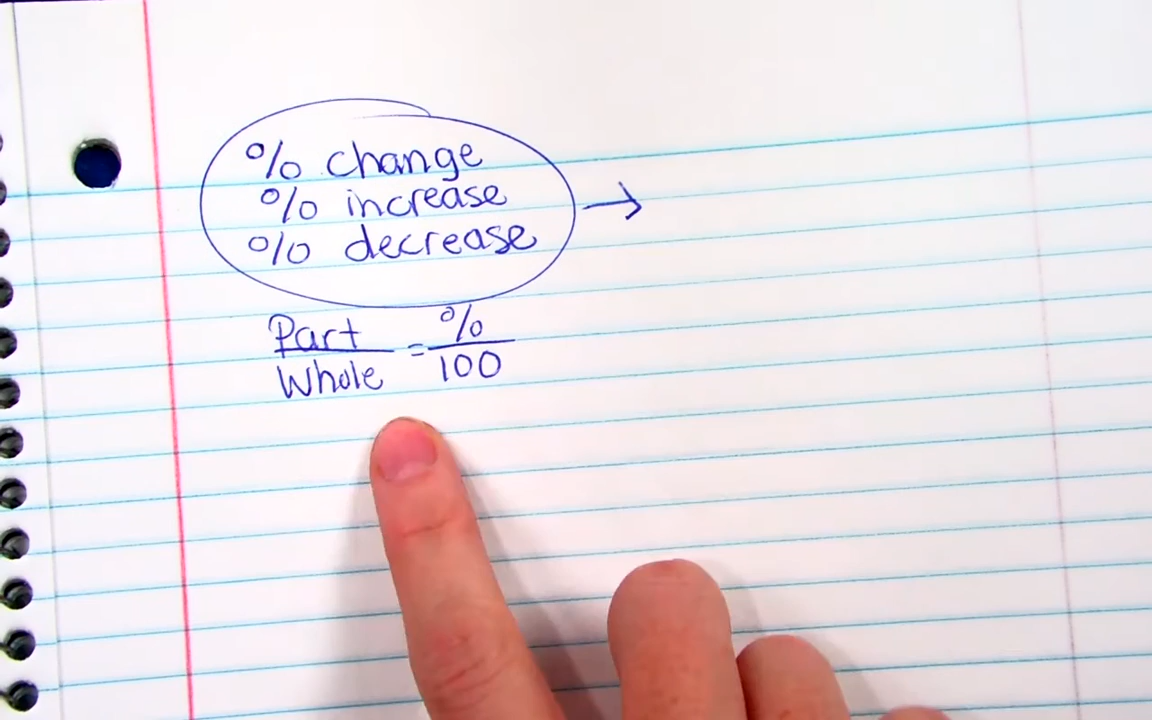 % change
% increase →
% decrease
Part/Whole = %/100